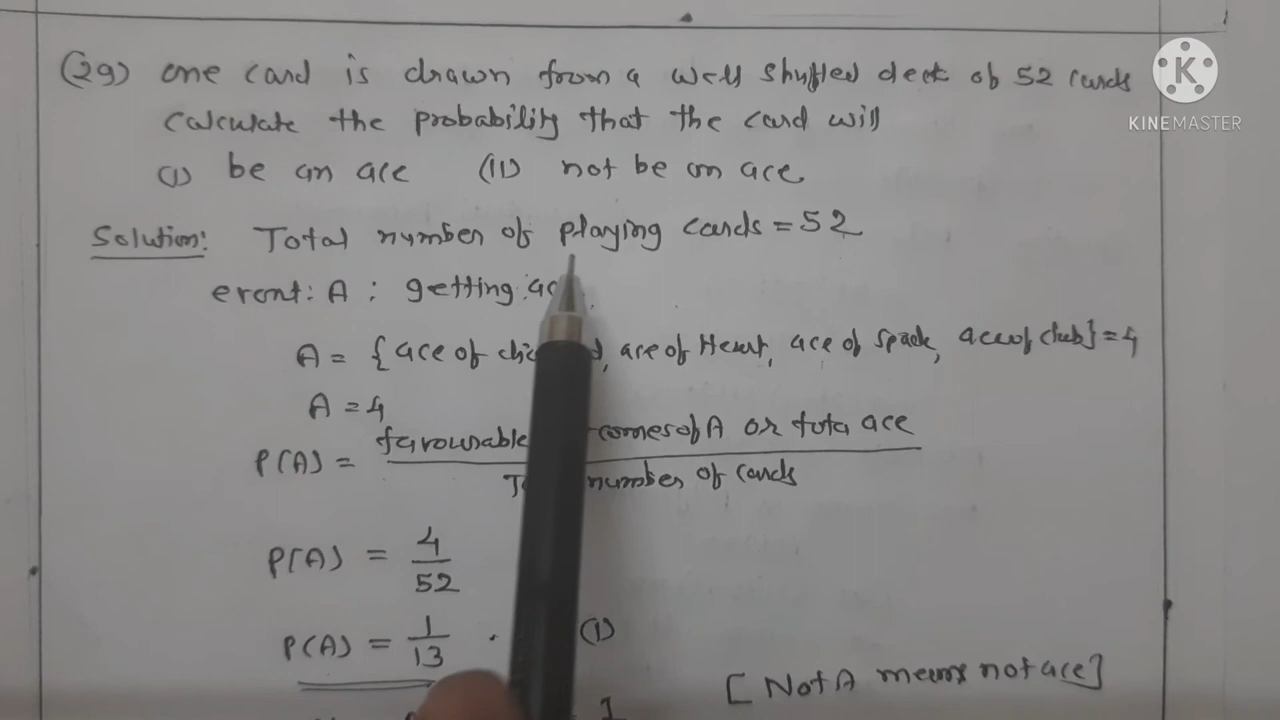 (29) one card is drawn from a well shuffled deck of 52 cards
calculate the probability that the card will
(I) be an ace (II) not be an ace
Solution: Total number of playing cards = 52
event: A : getting
A = {ace of ace of Heart, ace of spade, ace of club} = 4
A = 4
P(A) = favourable of A or total ace
number of cards
P(A) = 4
52
P(A) = 1 (I)
13
[Not A means not ace]
K
KINEMASTER